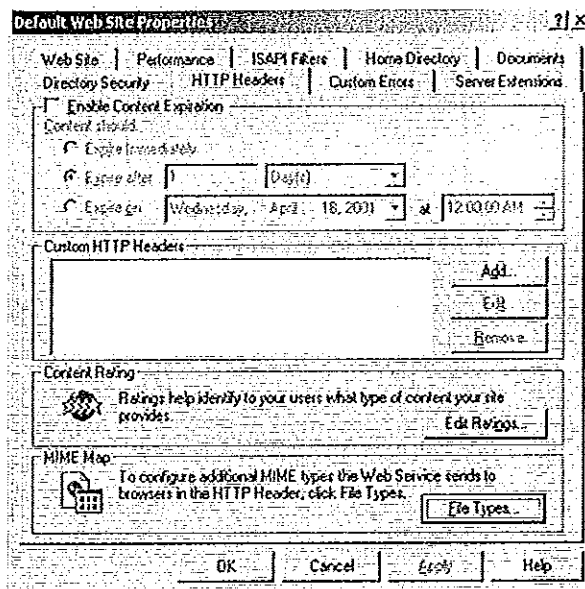 Default Web Site Properties ? ×
Web Site Performance ISAPI Filters Home Directory Documents
Directory Security HTTP Headers Custom Errors Server Extensions
Enable Content Expiration
Content should:
Expire Immediately
Expire after 1 Day(s)
Expire on Wednesday, April 18, 2001 at 12:00:00 AM
Custom HTTP Headers
Add...
Edit
Remove
Content Rating
Ratings help identify to your users what type of content your site
provides.
Edit Ratings...
MIME Map
To configure additional MIME types the Web Service sends to
browsers in the HTTP Header, click File Types.
File Types...
OK Cancel Apply Help